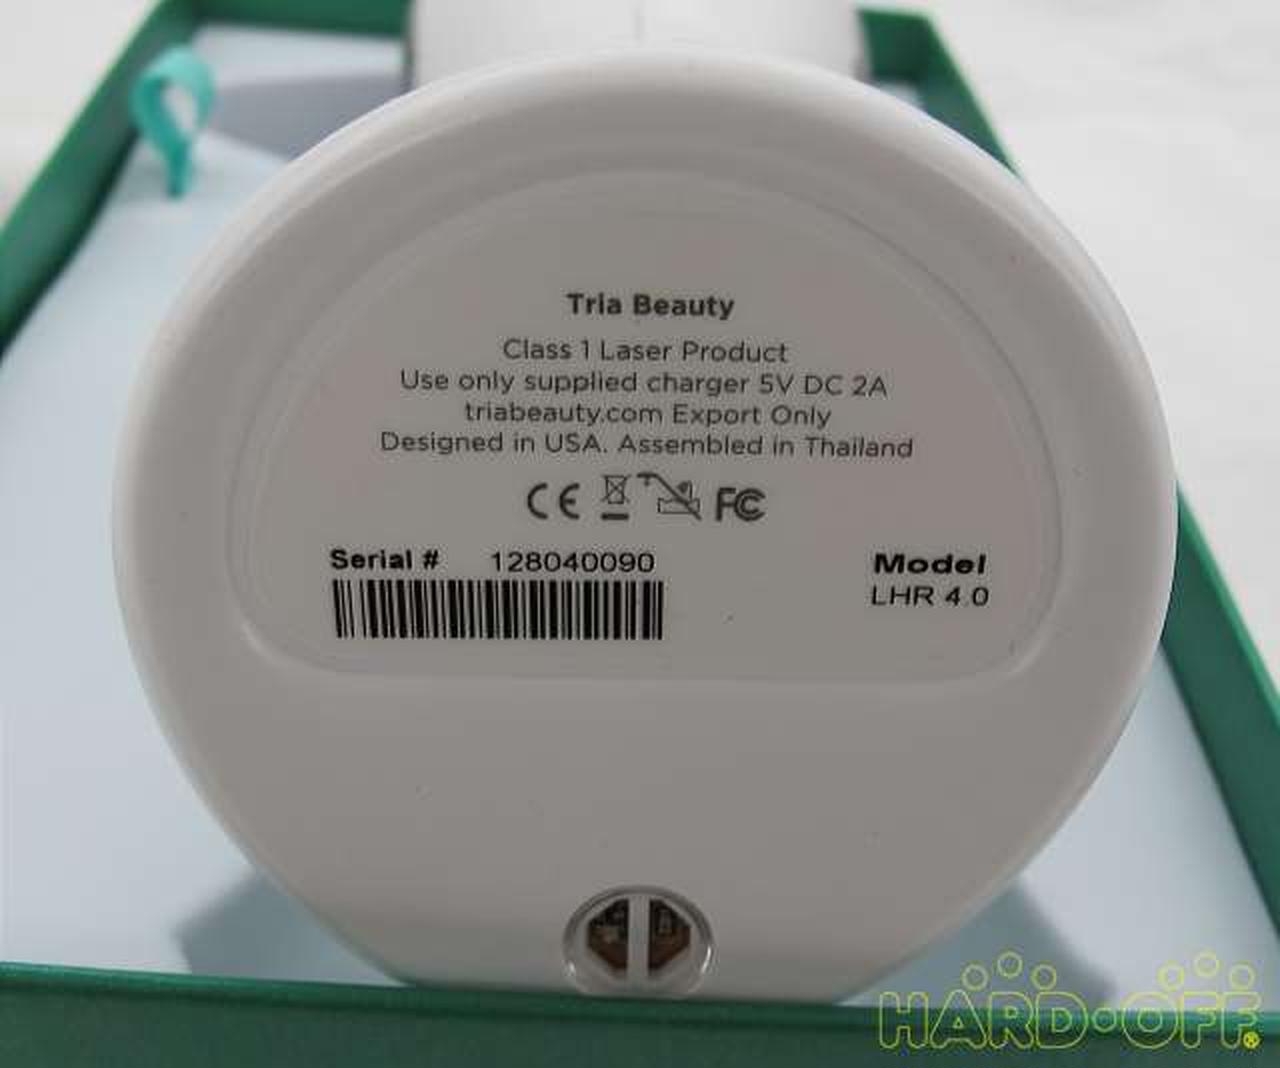 Tria Beauty
Class 1 Laser Product
Use only supplied charger 5V DC 2A
triabeauty.com Export Only
Designed in USA. Assembled in Thailand
CE FC
Serial # 128040090
Model
LHR 4.0
HARD·OFF®